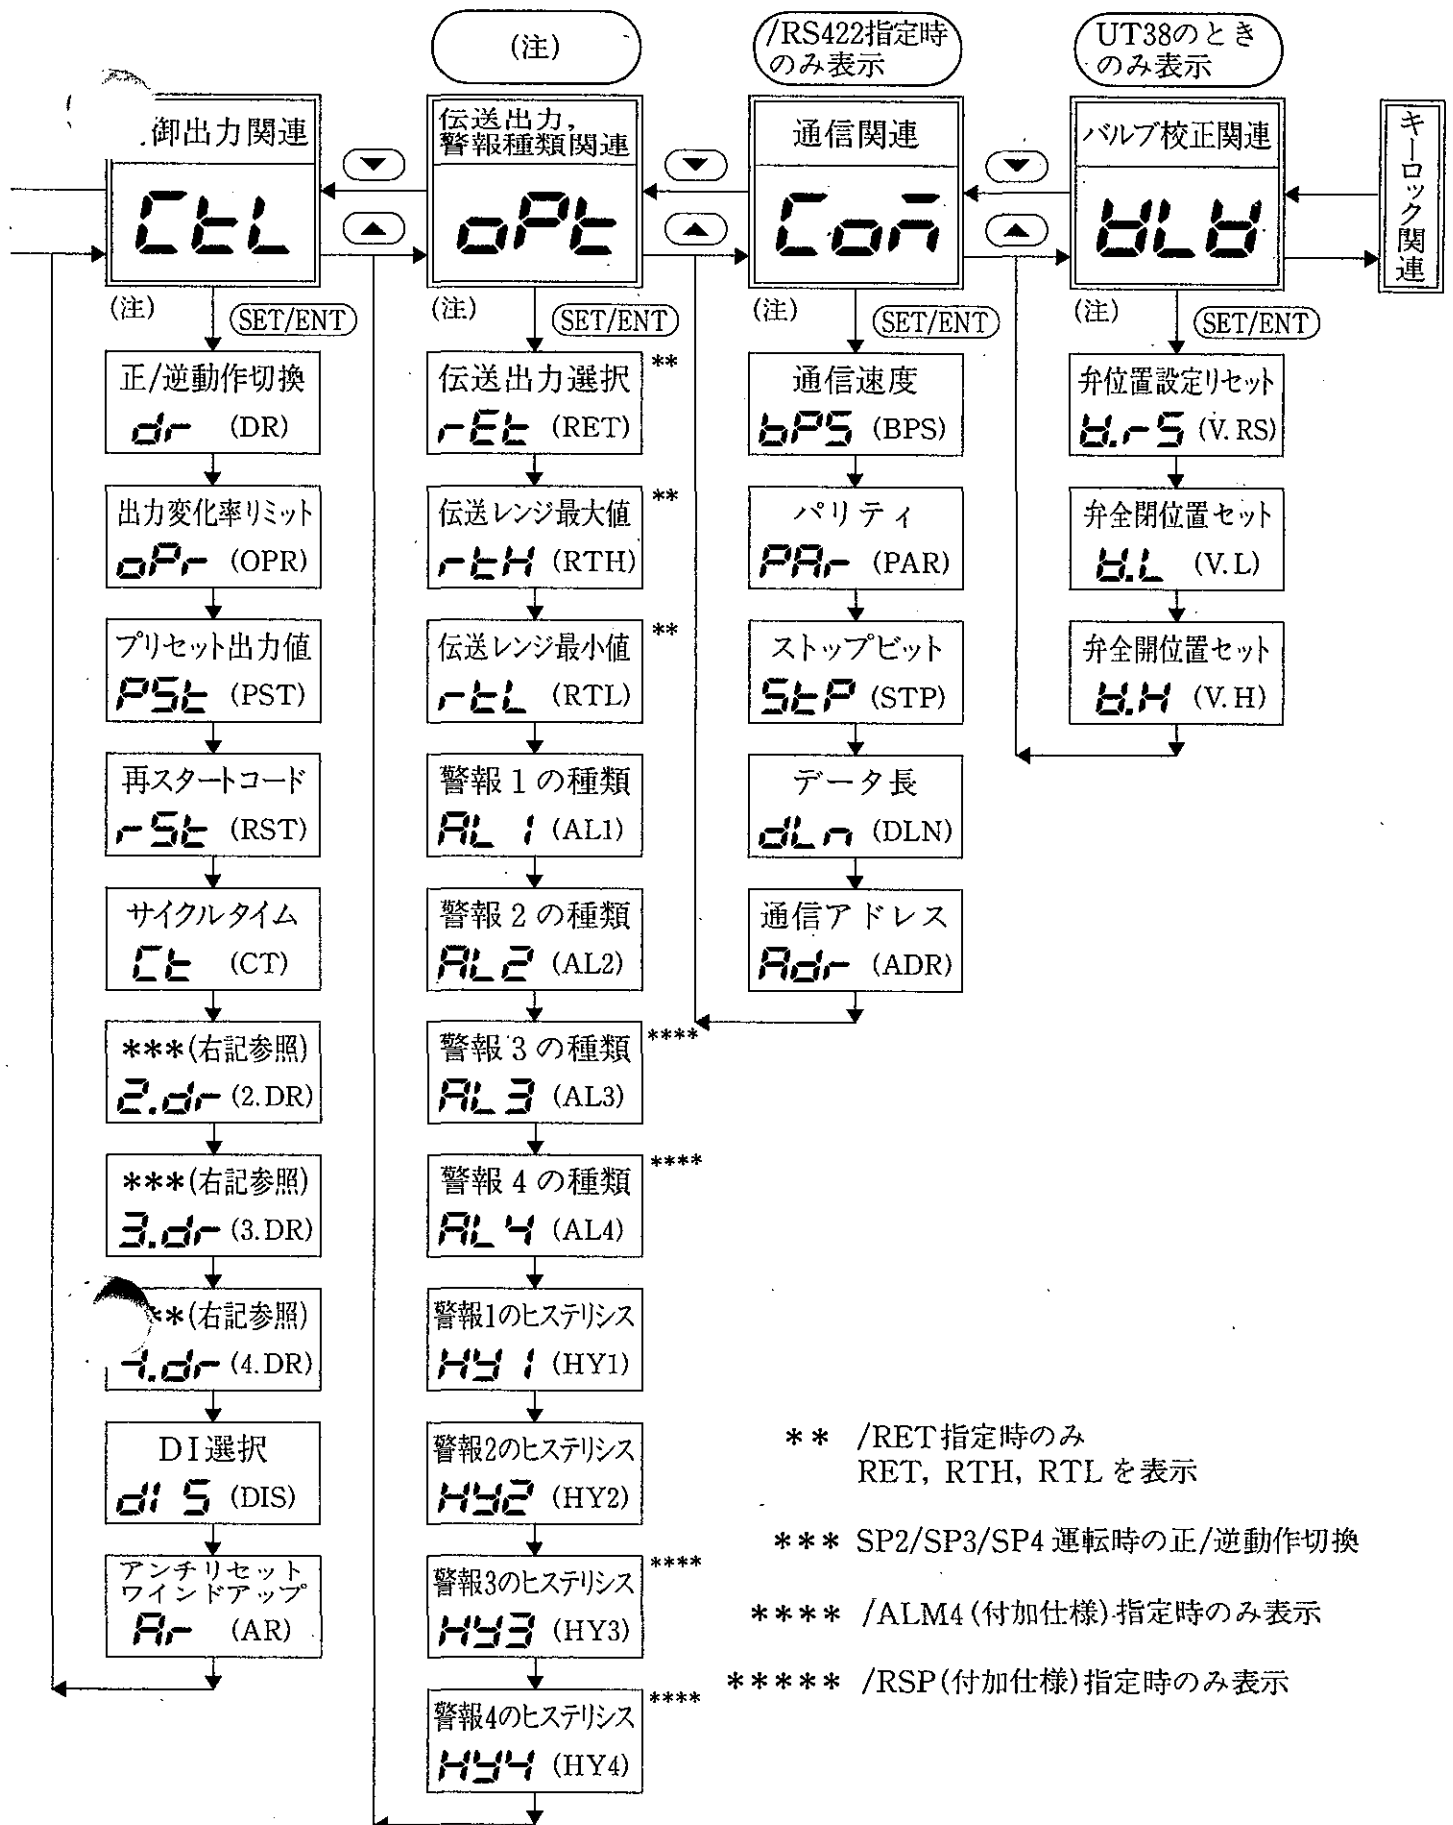 (注)
/RS422指定時
のみ表示
UT38のとき
のみ表示
御出力関連
CtL
伝送出力,
警報種類関連
oPt
通信関連
Com
バルブ校正関連
VLV
キーロック関連
▼
▲
▼
▲
▼
▲
(注)
SET/ENT
(注)
SET/ENT
(注)
SET/ENT
(注)
SET/ENT
正/逆動作切換
dr (DR)
出力変化率リミット
oPr (OPR)
プリセット出力値
PSt (PST)
再スタートコード
rSt (RST)
サイクルタイム
Ct (CT)
***(右記参照)
2.dr (2.DR)
***(右記参照)
3.dr (3.DR)
**(右記参照)
4.dr (4.DR)
DI選択
dIS (DIS)
アンチリセット
ワインドアップ
Ar (AR)
伝送出力選択 **
rEt (RET)
伝送レンジ最大値 **
rtH (RTH)
伝送レンジ最小値 **
rtL (RTL)
警報1の種類
AL1 (AL1)
警報2の種類
AL2 (AL2)
警報3の種類 ****
AL3 (AL3)
警報4の種類 ****
AL4 (AL4)
警報1のヒステリシス
HY1 (HY1)
警報2のヒステリシス
HY2 (HY2)
警報3のヒステリシス ****
HY3 (HY3)
警報4のヒステリシス ****
HY4 (HY4)
通信速度
bPS (BPS)
パリティ
PAr (PAR)
ストップビット
StP (STP)
データ長
dLn (DLN)
通信アドレス
Adr (ADR)
弁位置設定リセット
V.rS (V.RS)
弁全閉位置セット
V.L (V.L)
弁全開位置セット
V.H (V.H)
** /RET指定時のみ
RET, RTH, RTLを表示
*** SP2/SP3/SP4運転時の正/逆動作切換
**** /ALM4(付加仕様)指定時のみ表示
***** /RSP(付加仕様)指定時のみ表示